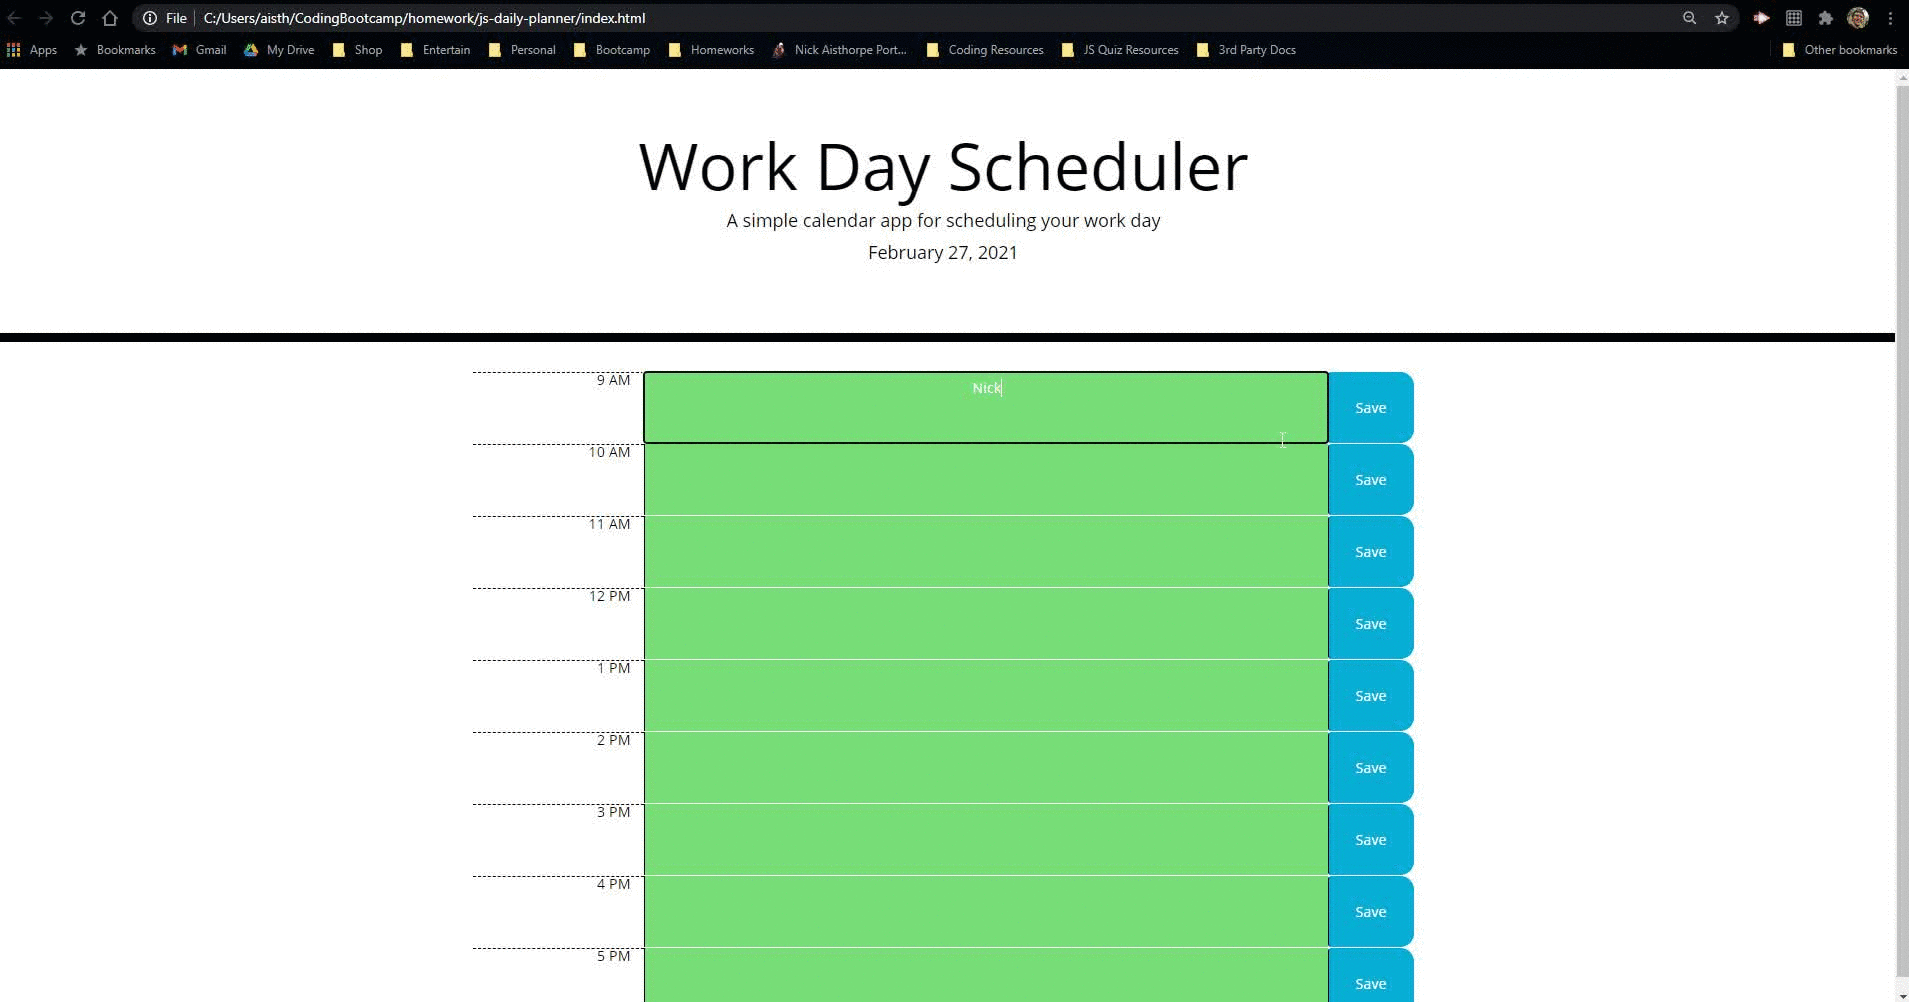 File C:/Users/aisth/CodingBootcamp/homework/js-daily-planner/index.html
Apps Bookmarks Gmail My Drive Shop Entertain Personal Bootcamp Homeworks Nick Aisthorpe Port... Coding Resources JS Quiz Resources 3rd Party Docs Other bookmarks
Work Day Scheduler
A simple calendar app for scheduling your work day
February 27, 2021
9 AM Nick Save
10 AM Save
11 AM Save
12 PM Save
1 PM Save
2 PM Save
3 PM Save
4 PM Save
5 PM Save